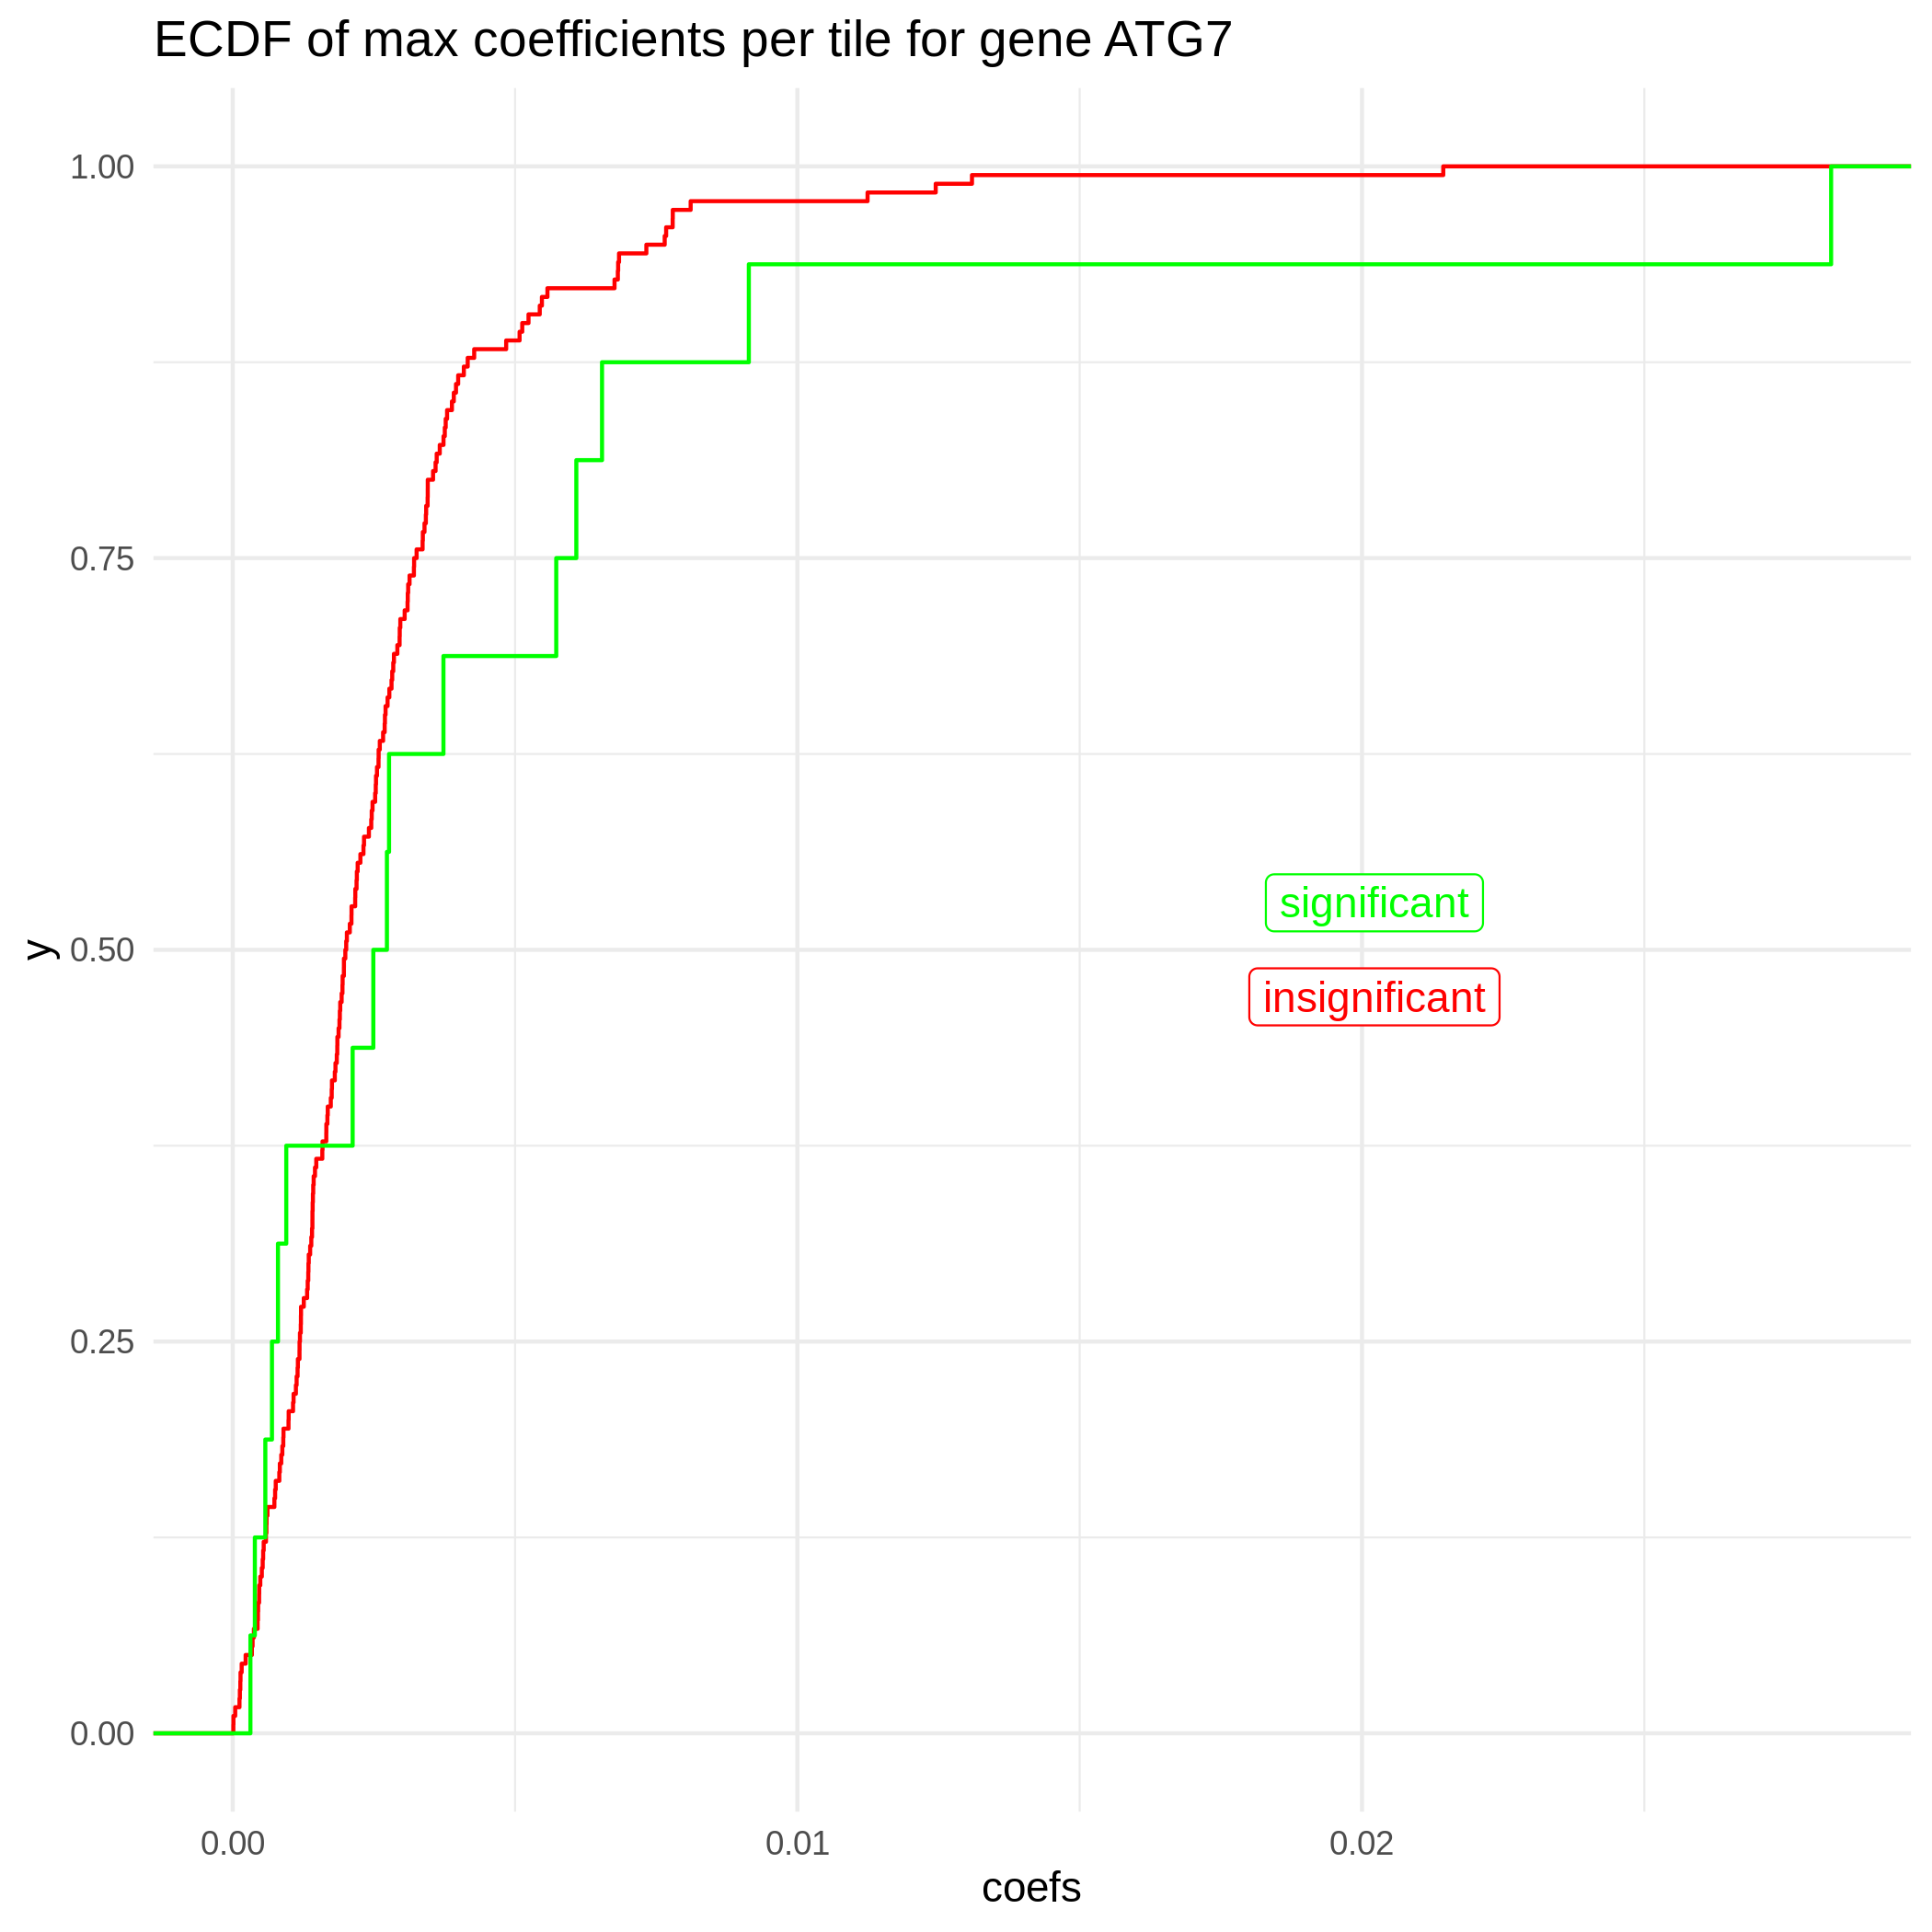 ECDF of max coefficients per tile for gene ATG7
1.00
0.75
0.50
0.25
0.00
y
significant
insignificant
0.00 0.01 0.02
coefs